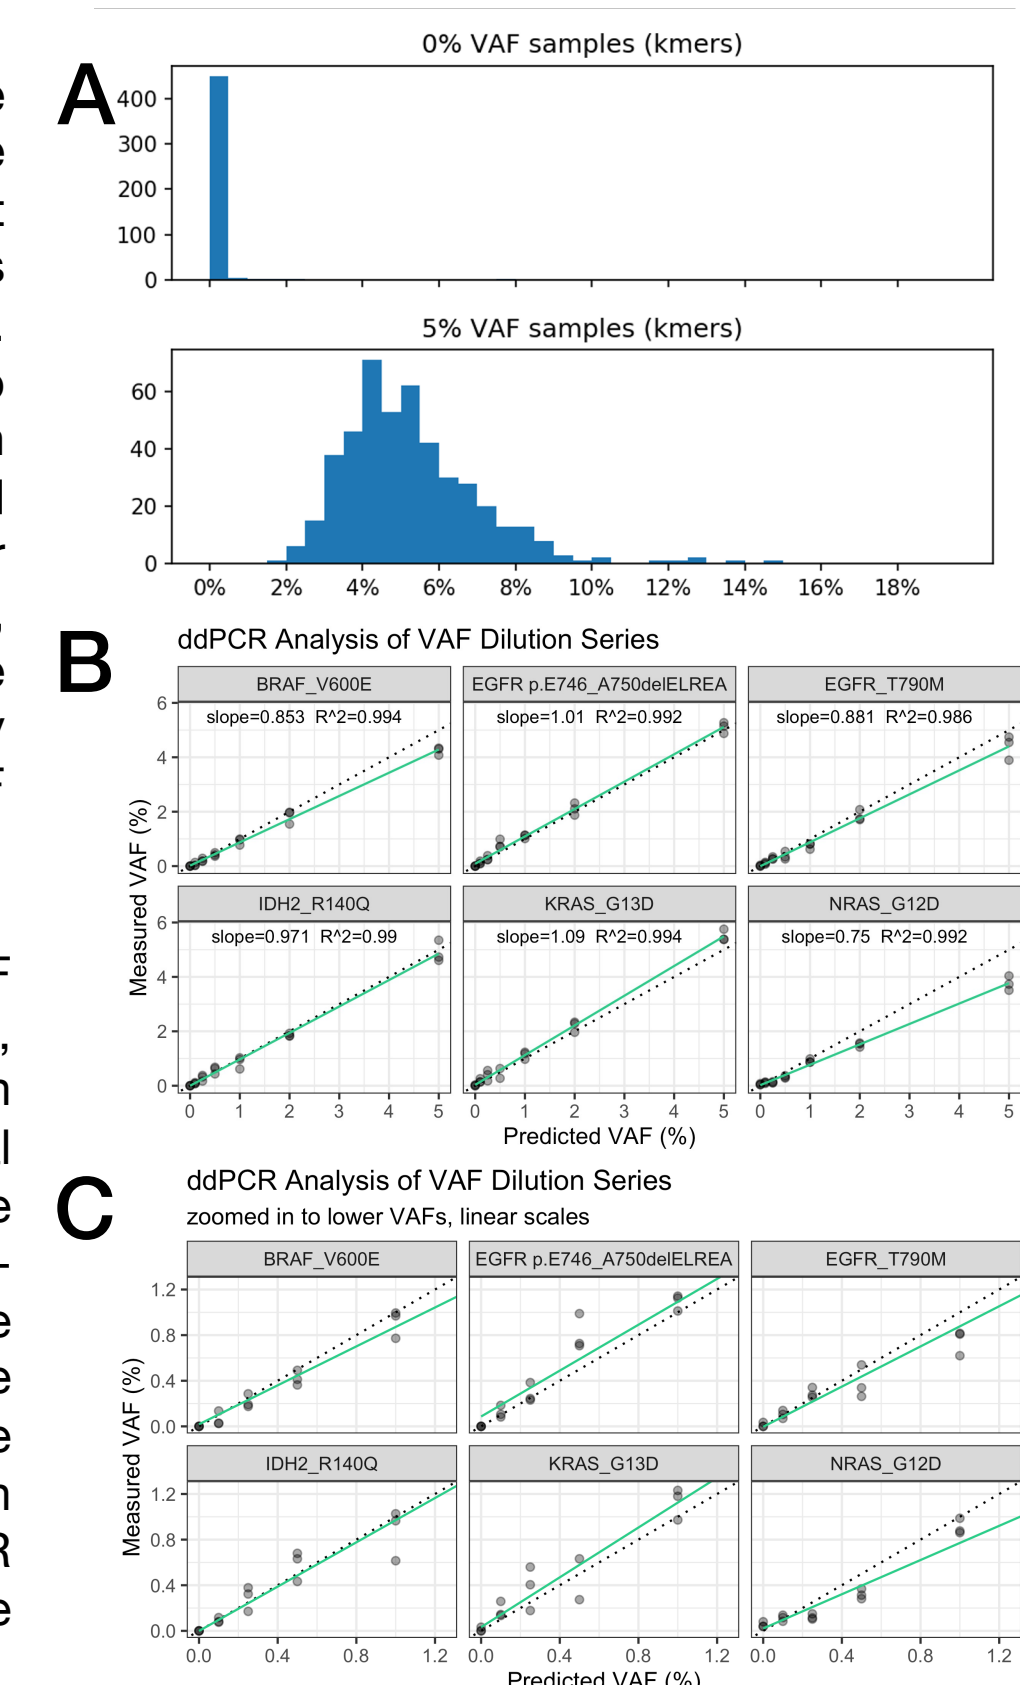 A
0% VAF samples (kmers)
400
300
200
100
0
5% VAF samples (kmers)
60
40
20
0
0% 2% 4% 6% 8% 10% 12% 14% 16% 18%
B
ddPCR Analysis of VAF Dilution Series
BRAF_V600E EGFR p.E746_A750delELREA EGFR_T790M
slope=0.853 R^2=0.994 slope=1.01 R^2=0.992 slope=0.881 R^2=0.986
6
4
2
0
Measured VAF (%)
IDH2_R140Q KRAS_G13D NRAS_G12D
slope=0.971 R^2=0.99 slope=1.09 R^2=0.994 slope=0.75 R^2=0.992
6
4
2
0
0 1 2 3 4 5 0 1 2 3 4 5 0 1 2 3 4 5
Predicted VAF (%)
C
ddPCR Analysis of VAF Dilution Series
zoomed in to lower VAFs, linear scales
BRAF_V600E EGFR p.E746_A750delELREA EGFR_T790M
1.2
0.8
0.4
0.0
Measured VAF (%)
IDH2_R140Q KRAS_G13D NRAS_G12D
1.2
0.8
0.4
0.0
0.0 0.4 0.8 1.2 0.0 0.4 0.8 1.2 0.0 0.4 0.8 1.2
Predicted VAF (%)